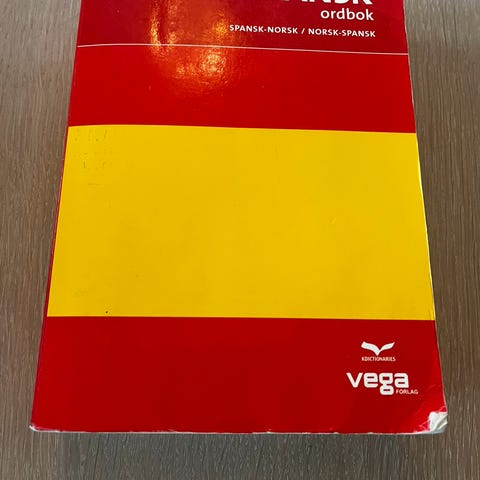 ordbok
SPANSK-NORSK / NORSK-SPANSK
KDICTIONARIES
vega
FORLAG